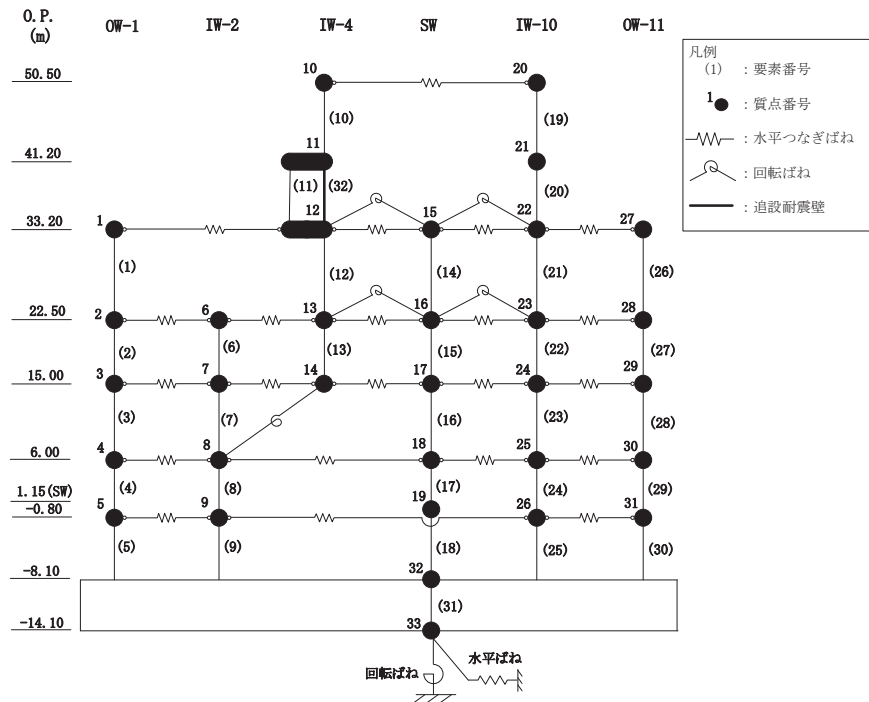 O.P.
(m)
OW-1 IW-2 IW-4 SW IW-10 OW-11
凡例
(1) : 要素番号
1 : 質点番号
: 水平つなぎばね
: 回転ばね
: 追設耐震壁
50.50 10 20
(10) (19)
41.20 11 21
(11) (32) (20)
33.20 1 12 15 22 27
(1) (12) (14) (21) (26)
22.50 2 6 13 16 23 28
(2) (6) (13) (15) (22) (27)
15.00 3 7 14 17 24 29
(3) (7) (16) (23) (28)
6.00 4 8 18 25 30
(4) (8) (17) (24) (29)
1.15(SW) 19
-0.80 5 9 26 31
(5) (9) (18) (25) (30)
-8.10 32
(31)
-14.10 33
水平ばね
回転ばね